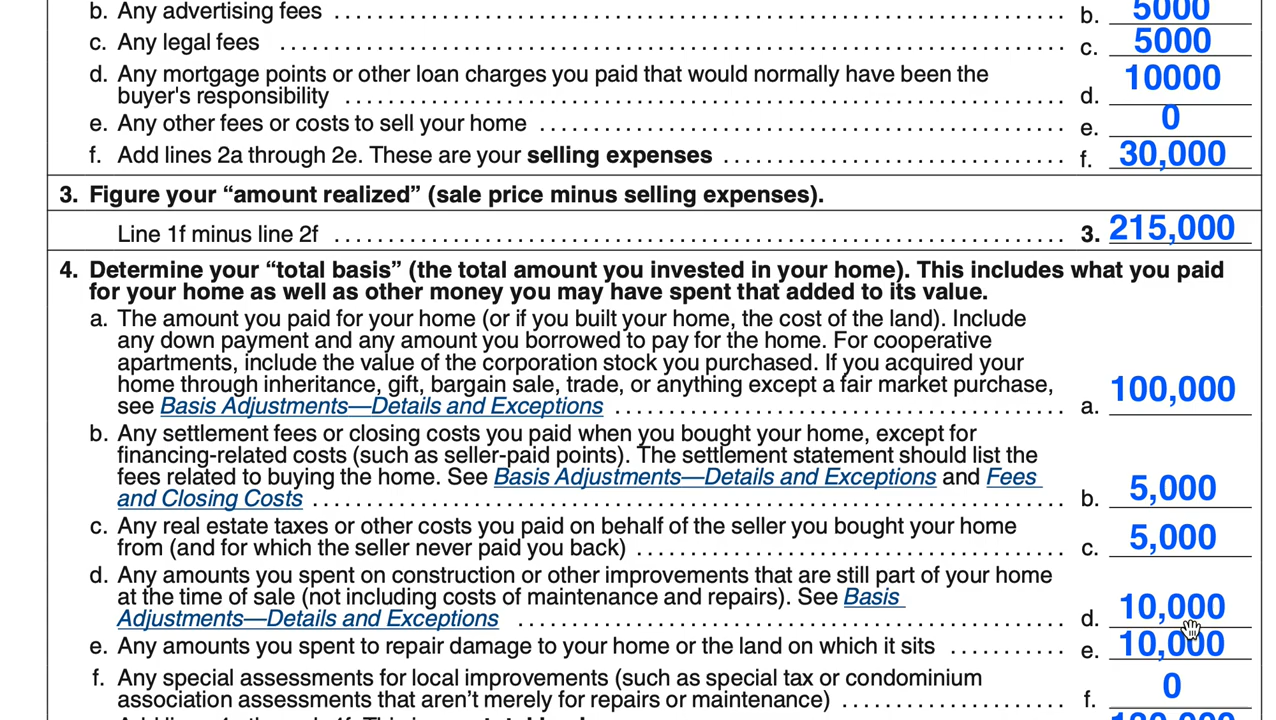 b. Any advertising fees b. 5000
c. Any legal fees c. 5000
d. Any mortgage points or other loan charges you paid that would normally have been the
buyer's responsibility d. 10000
e. Any other fees or costs to sell your home e. 0
f. Add lines 2a through 2e. These are your selling expenses f. 30,000
3. Figure your “amount realized” (sale price minus selling expenses).
Line 1f minus line 2f 3. 215,000
4. Determine your “total basis” (the total amount you invested in your home). This includes what you paid
for your home as well as other money you may have spent that added to its value.
a. The amount you paid for your home (or if you built your home, the cost of the land). Include
any down payment and any amount you borrowed to pay for the home. For cooperative
apartments, include the value of the corporation stock you purchased. If you acquired your
home through inheritance, gift, bargain sale, trade, or anything except a fair market purchase,
see Basis Adjustments—Details and Exceptions a. 100,000
b. Any settlement fees or closing costs you paid when you bought your home, except for
financing-related costs (such as seller-paid points). The settlement statement should list the
fees related to buying the home. See Basis Adjustments—Details and Exceptions and Fees
and Closing Costs b. 5,000
c. Any real estate taxes or other costs you paid on behalf of the seller you bought your home
from (and for which the seller never paid you back) c. 5,000
d. Any amounts you spent on construction or other improvements that are still part of your home
at the time of sale (not including costs of maintenance and repairs). See Basis
Adjustments—Details and Exceptions d. 10,000
e. Any amounts you spent to repair damage to your home or the land on which it sits e. 10,000
f. Any special assessments for local improvements (such as special tax or condominium
association assessments that aren’t merely for repairs or maintenance) f. 0